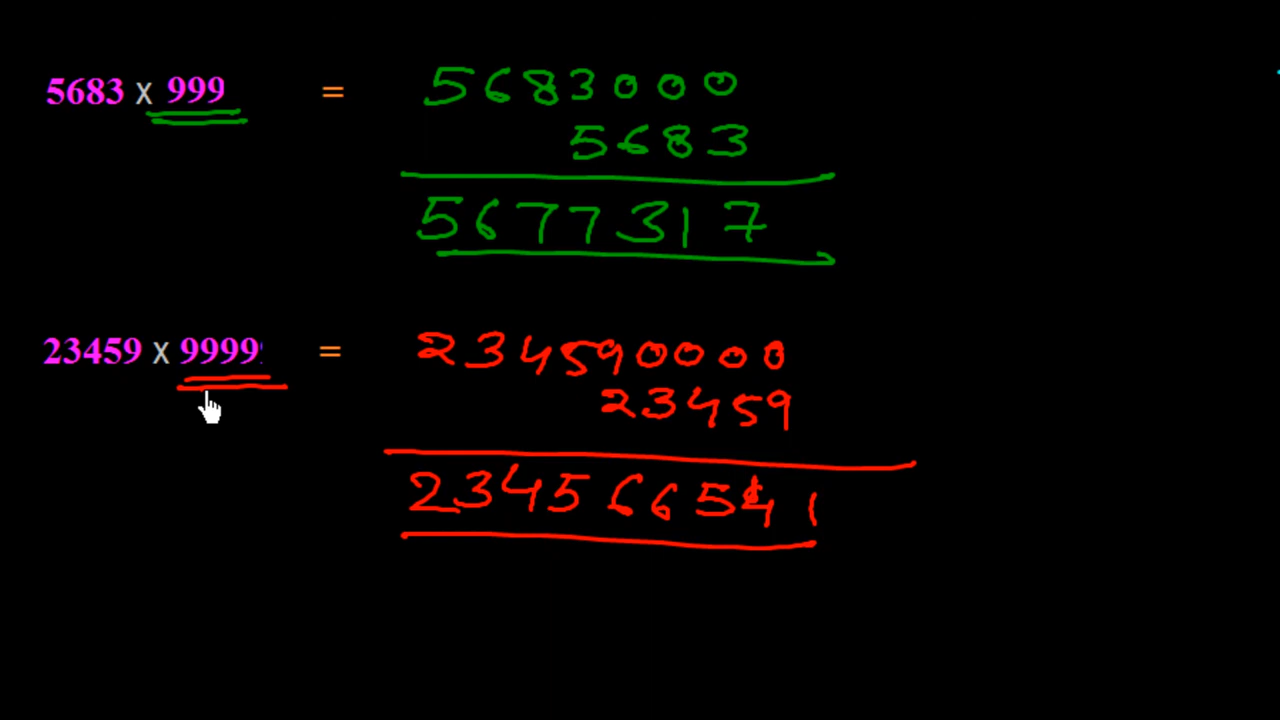 5683 x 999 = 5683000
5683
5677317
23459 x 9999 = 234590000
23459
234566541